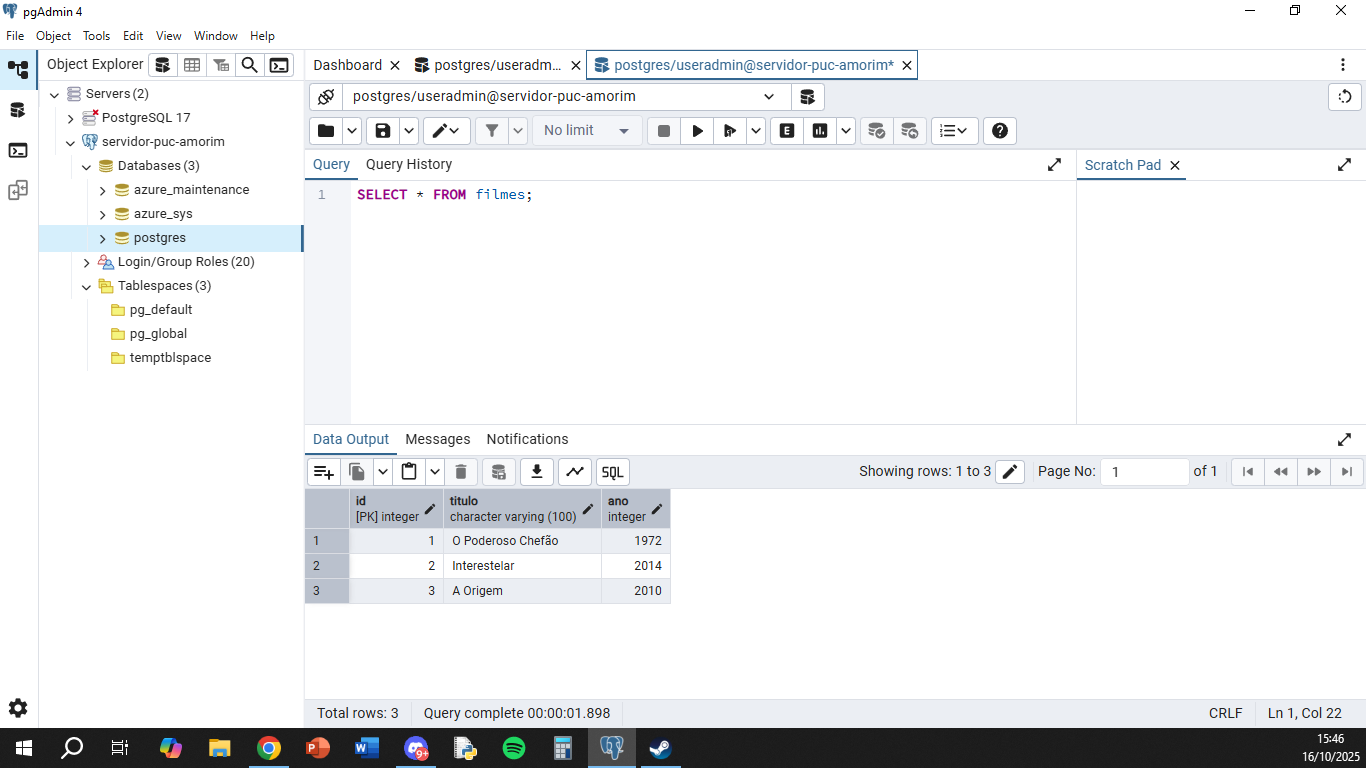 pgAdmin 4
File Object Tools Edit View Window Help
Object Explorer
Servers (2)
PostgreSQL 17
servidor-puc-amorim
Databases (3)
azure_maintenance
azure_sys
postgres
Login/Group Roles (20)
Tablespaces (3)
pg_default
pg_global
temptblspace
Dashboard postgres/useradm... postgres/useradmin@servidor-puc-amorim*
postgres/useradmin@servidor-puc-amorim
No limit E
Query Query History Scratch Pad
1 SELECT * FROM filmes;
Data Output Messages Notifications
SQL Showing rows: 1 to 3 Page No: 1 of 1
id titulo ano
[PK] integer character varying (100) integer
1 1 O Poderoso Chefão 1972
2 2 Interestelar 2014
3 3 A Origem 2010
Total rows: 3 Query complete 00:00:01.898 CRLF Ln 1, Col 22
9+
15:46
16/10/2025